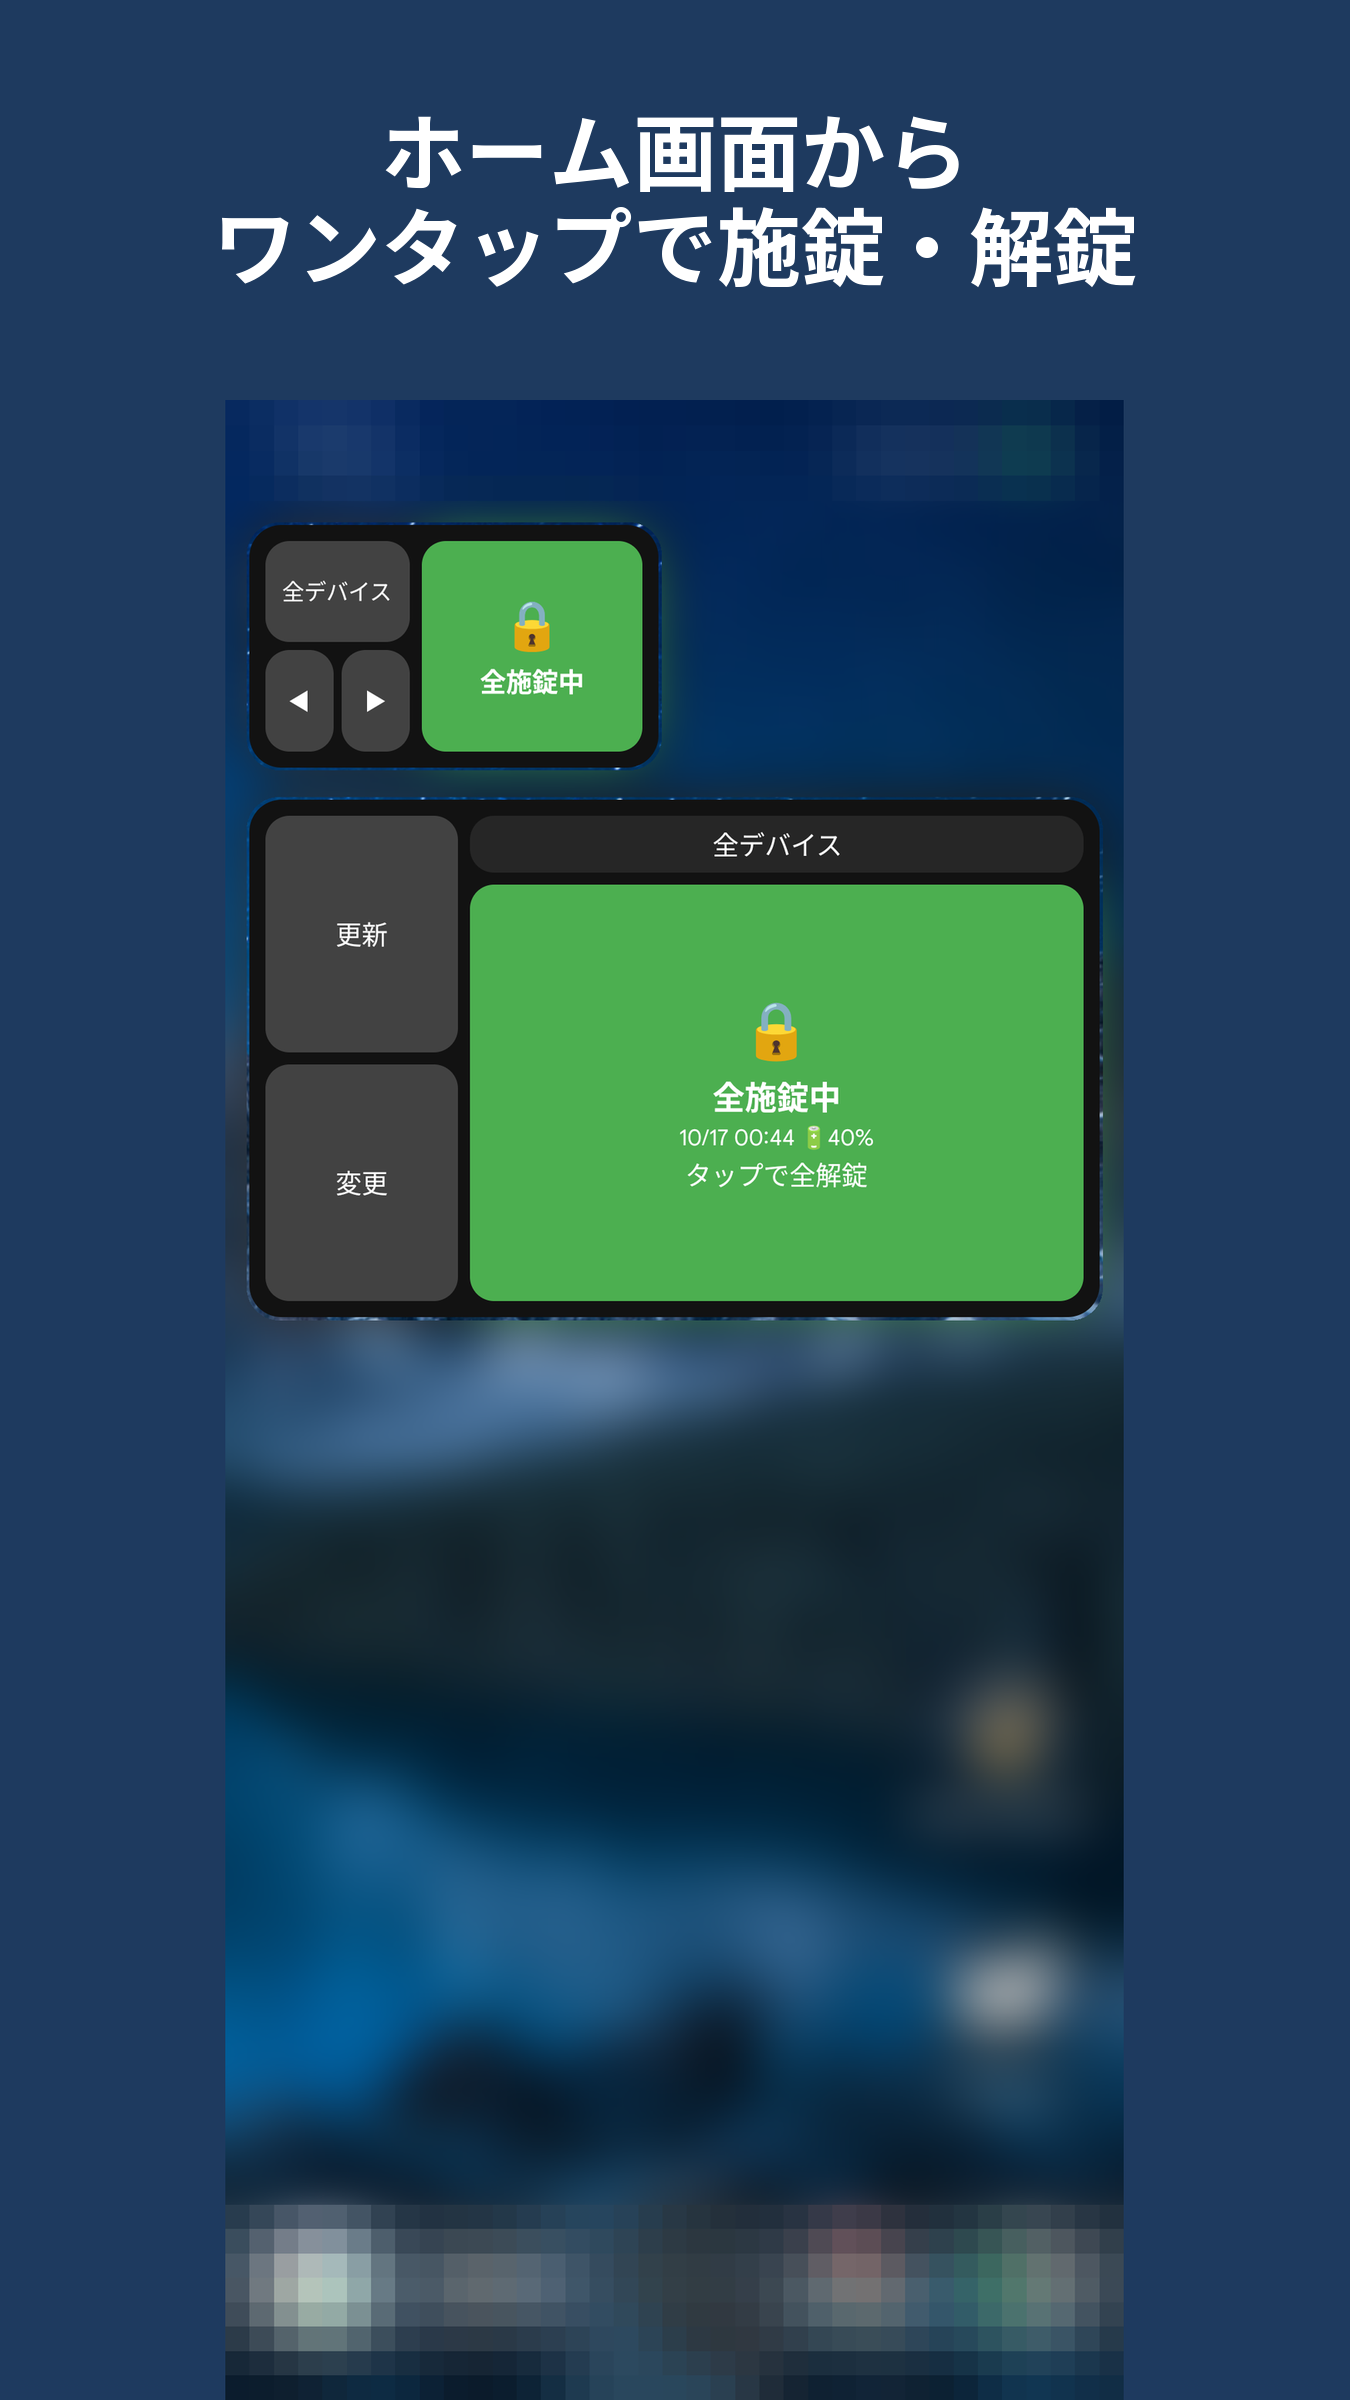 ホーム画面から
ワンタップで施錠・解錠
全デバイス
◀ ▶
🔒
全施錠中
全デバイス
更新
変更
🔒
全施錠中
10/17 00:44 🔋40%
タップで全解錠